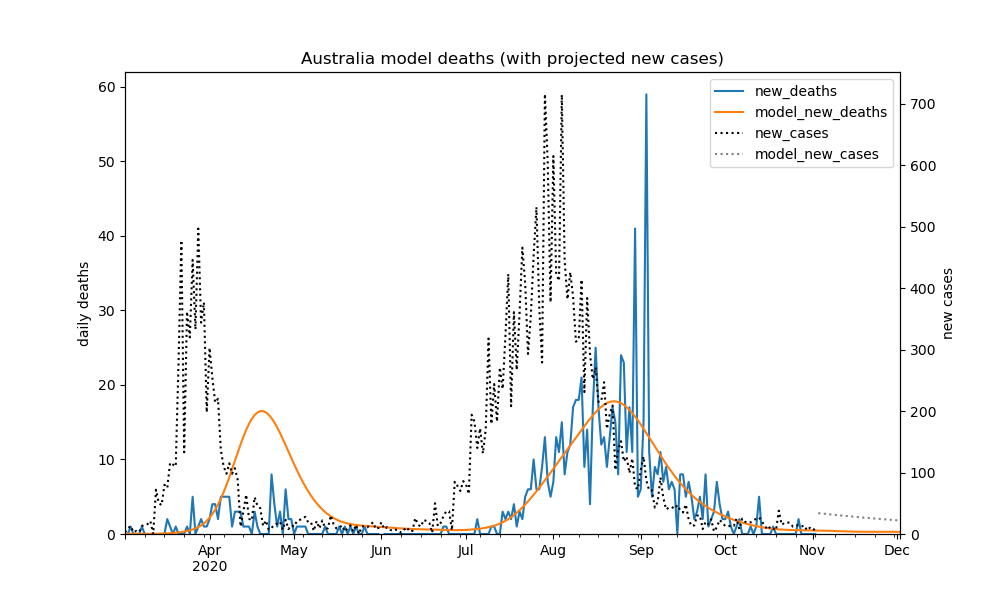 Australia model deaths (with projected new cases)
new_deaths
model_new_deaths
new_cases
model_new_cases
daily deaths
new cases
60
50
40
30
20
10
0
700
600
500
400
300
200
100
0
Apr May Jun Jul Aug Sep Oct Nov Dec
2020